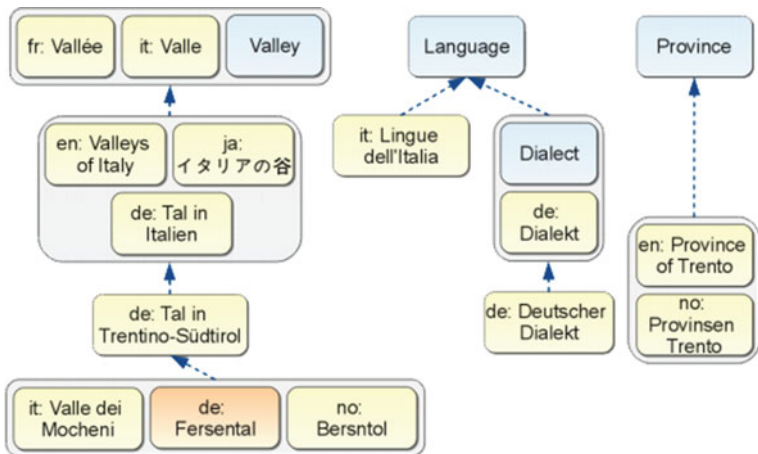 fr: Vallée
it: Valle
Valley
Language
Province
en: Valleys
of Italy
ja:
イタリアの谷
it: Lingue
dell'Italia
Dialect
de: Tal in
Italien
de:
Dialekt
en: Province
of Trento
de: Tal in
Trentino-Südtirol
de: Deutscher
Dialekt
no:
Provinsen
Trento
it: Valle dei
Mocheni
de:
Fersental
no:
Bersntol